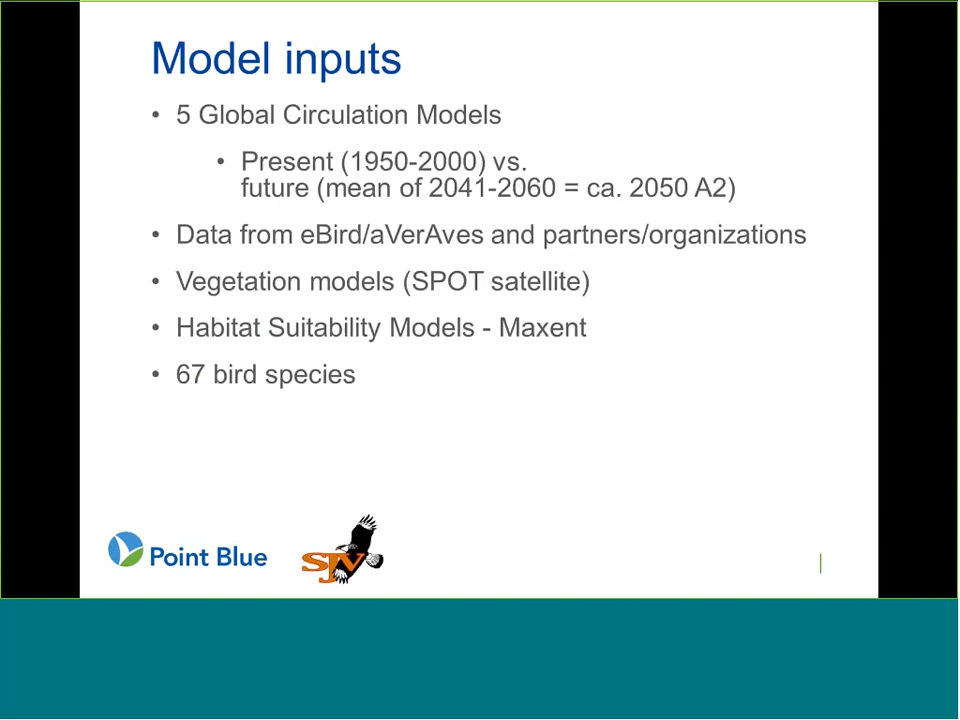 Model inputs
• 5 Global Circulation Models
• Present (1950-2000) vs.
future (mean of 2041-2060 = ca. 2050 A2)
• Data from eBird/aVerAves and partners/organizations
• Vegetation models (SPOT satellite)
• Habitat Suitability Models - Maxent
• 67 bird species
Point Blue
SJV